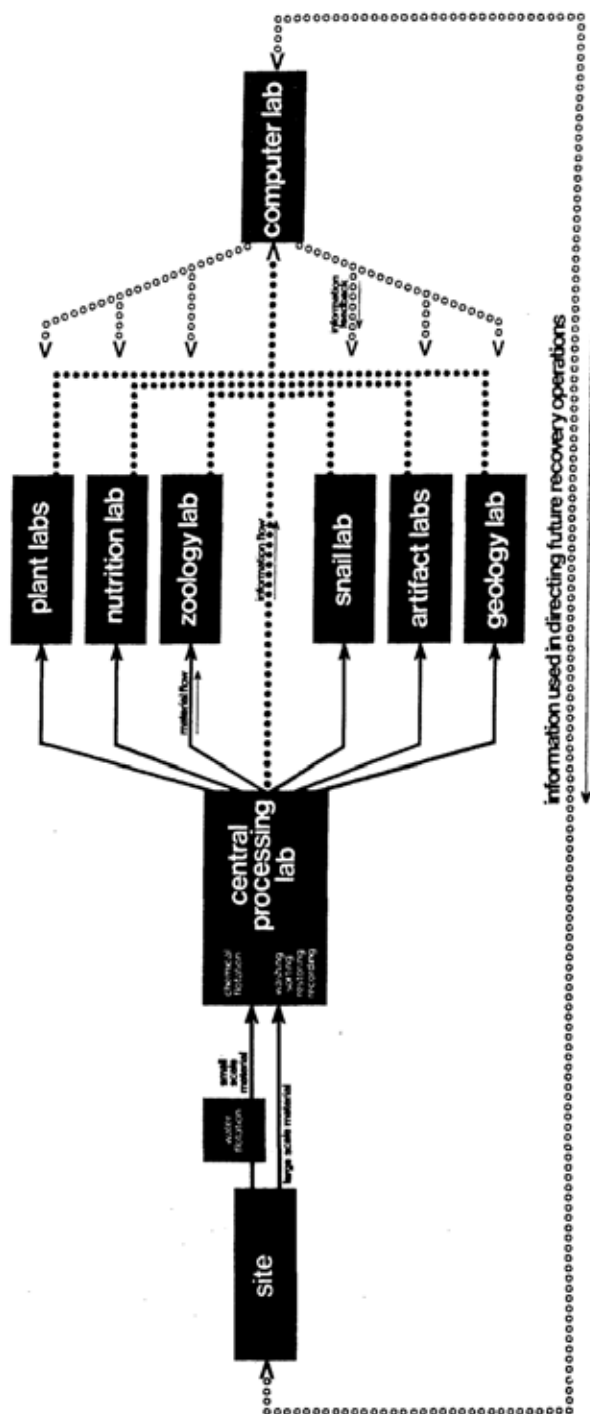 site
water
flotation
small
scale
material
large scale material
chemical
flotation
washing
sorting
restoring
recording
central
processing
lab
material flow
information flow
plant labs
nutrition lab
zoology lab
snail lab
artifact labs
geology lab
information
feedback
computer lab
information used in directing future recovery operations